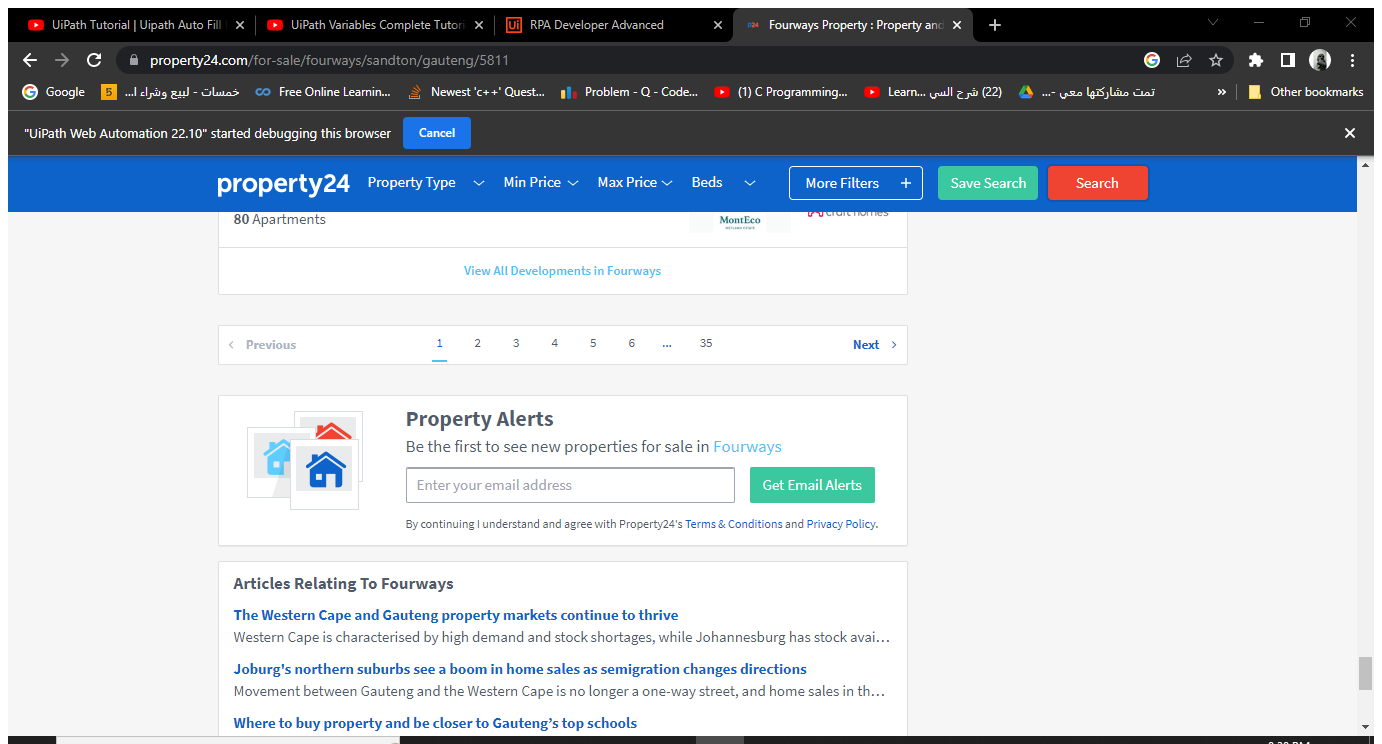 UiPath Tutorial | Uipath Auto Fill
UiPath Variables Complete Tutori
Ui RPA Developer Advanced
P24 Fourways Property : Property and
property24.com/for-sale/fourways/sandton/gauteng/5811
Google
5 خمسات - لبيع وشراء ا...
Free Online Learnin...
Newest 'c++' Quest...
Problem - Q - Code...
(1) C Programming...
(22) شرح السي ...Learn
تمت مشاركتها معي -...
» Other bookmarks
"UiPath Web Automation 22.10" started debugging this browser Cancel
property24 Property Type Min Price Max Price Beds More Filters + Save Search Search
80 Apartments
MontEco
craft homes
View All Developments in Fourways
Previous 1 2 3 4 5 6 ... 35 Next
Property Alerts
Be the first to see new properties for sale in Fourways
Enter your email address Get Email Alerts
By continuing I understand and agree with Property24's Terms & Conditions and Privacy Policy.
Articles Relating To Fourways
The Western Cape and Gauteng property markets continue to thrive
Western Cape is characterised by high demand and stock shortages, while Johannesburg has stock avai...
Joburg's northern suburbs see a boom in home sales as semigration changes directions
Movement between Gauteng and the Western Cape is no longer a one-way street, and home sales in th...
Where to buy property and be closer to Gauteng's top schools